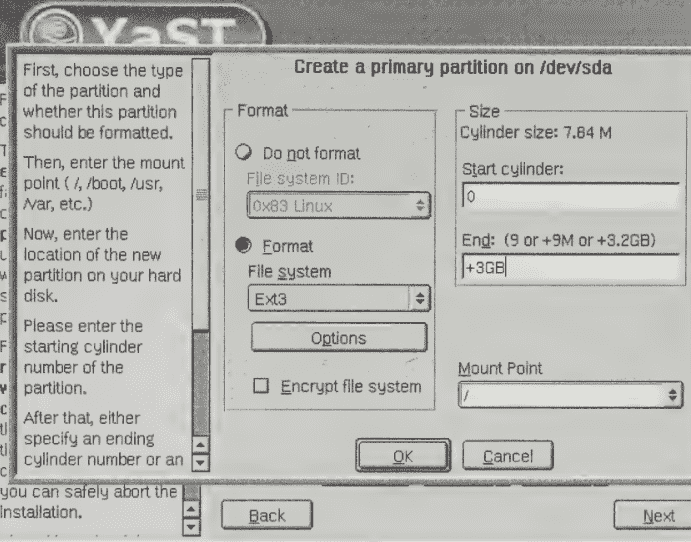 YaST
First, choose the type
of the partition and
whether this partition
should be formatted.
Then, enter the mount
point ( /, /boot, /usr,
/var, etc.)
Now, enter the
location of the new
partition on your hard
disk.
Please enter the
starting cylinder
number of the
partition.
After that, either
specify an ending
cylinder number or an
you can safely abort the
installation.
Create a primary partition on /dev/sda
Format
Do not format
File system ID:
0x83 Linux
Format
File system
Ext3
Options
Encrypt file system
Size
Cylinder size: 7.84 M
Start cylinder:
0
End: (9 or +9M or +3.2GB)
+3GB
Mount Point
/
OK
Cancel
Back
Next